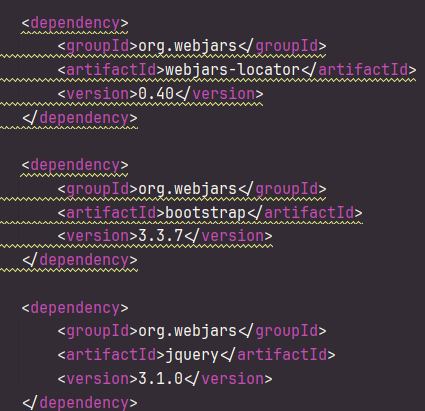 <dependency>
<groupId>org.webjars</groupId>
<artifactId>webjars-locator</artifactId>
<version>0.40</version>
</dependency>
<dependency>
<groupId>org.webjars</groupId>
<artifactId>bootstrap</artifactId>
<version>3.3.7</version>
</dependency>
<dependency>
<groupId>org.webjars</groupId>
<artifactId>jquery</artifactId>
<version>3.1.0</version>
</dependency>